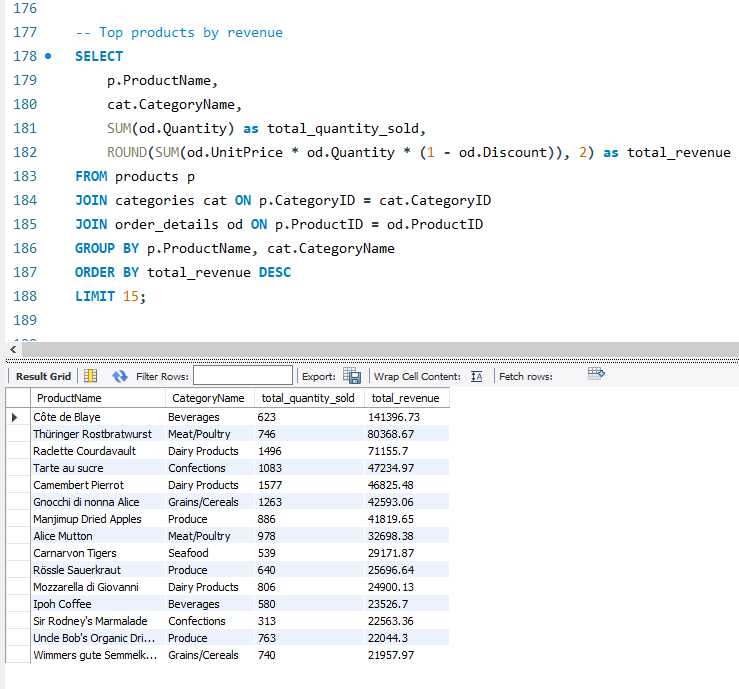 176
177 -- Top products by revenue
178 SELECT
179 p.ProductName,
180 cat.CategoryName,
181 SUM(od.Quantity) as total_quantity_sold,
182 ROUND(SUM(od.UnitPrice * od.Quantity * (1 - od.Discount)), 2) as total_revenue
183 FROM products p
184 JOIN categories cat ON p.CategoryID = cat.CategoryID
185 JOIN order_details od ON p.ProductID = od.ProductID
186 GROUP BY p.ProductName, cat.CategoryName
187 ORDER BY total_revenue DESC
188 LIMIT 15;
189
Result Grid Filter Rows: Export: Wrap Cell Content: Fetch rows:
ProductName CategoryName total_quantity_sold total_revenue
Côte de Blaye Beverages 623 141396.73
Thüringer Rostbratwurst Meat/Poultry 746 80368.67
Raclette Courdavault Dairy Products 1496 71155.7
Tarte au sucre Confections 1083 47234.97
Camembert Pierrot Dairy Products 1577 46825.48
Gnocchi di nonna Alice Grains/Cereals 1263 42593.06
Manjimup Dried Apples Produce 886 41819.65
Alice Mutton Meat/Poultry 978 32698.38
Carnarvon Tigers Seafood 539 29171.87
Rössle Sauerkraut Produce 640 25696.64
Mozzarella di Giovanni Dairy Products 806 24900.13
Ipoh Coffee Beverages 580 23526.7
Sir Rodney's Marmalade Confections 313 22563.36
Uncle Bob's Organic Dri... Produce 763 22044.3
Wimmers gute Semmelk... Grains/Cereals 740 21957.97